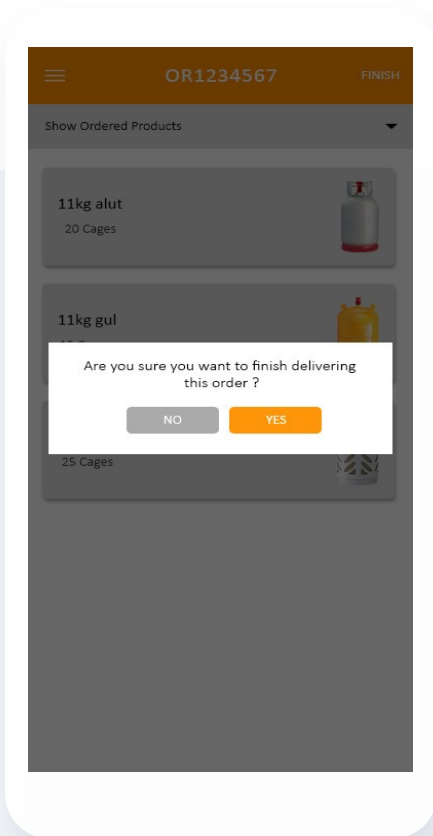 OR1234567
FINISH
Show Ordered Products
11kg alut
20 Cages
11kg gul
Are you sure you want to finish delivering
this order ?
NO
YES
25 Cages